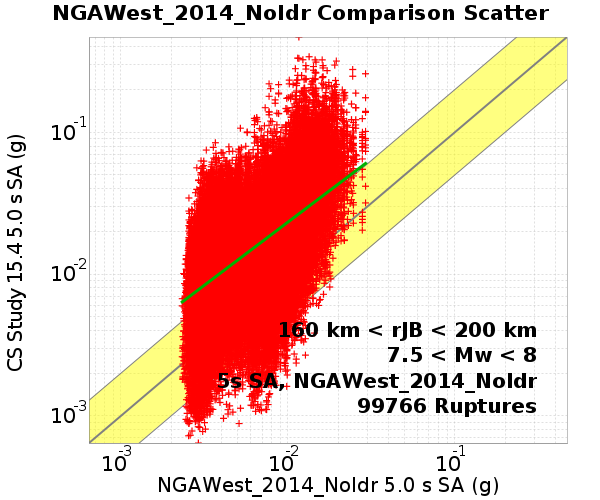 NGAWest_2014_NoIdr Comparison Scatter
CS Study 15.4 5.0 s SA (g)
10-1
10-2
10-3
160 km < rJB < 200 km
7.5 < Mw < 8
5s SA, NGAWest_2014_NoIdr
99766 Ruptures
10-3
10-2
10-1
NGAWest_2014_NoIdr 5.0 s SA (g)